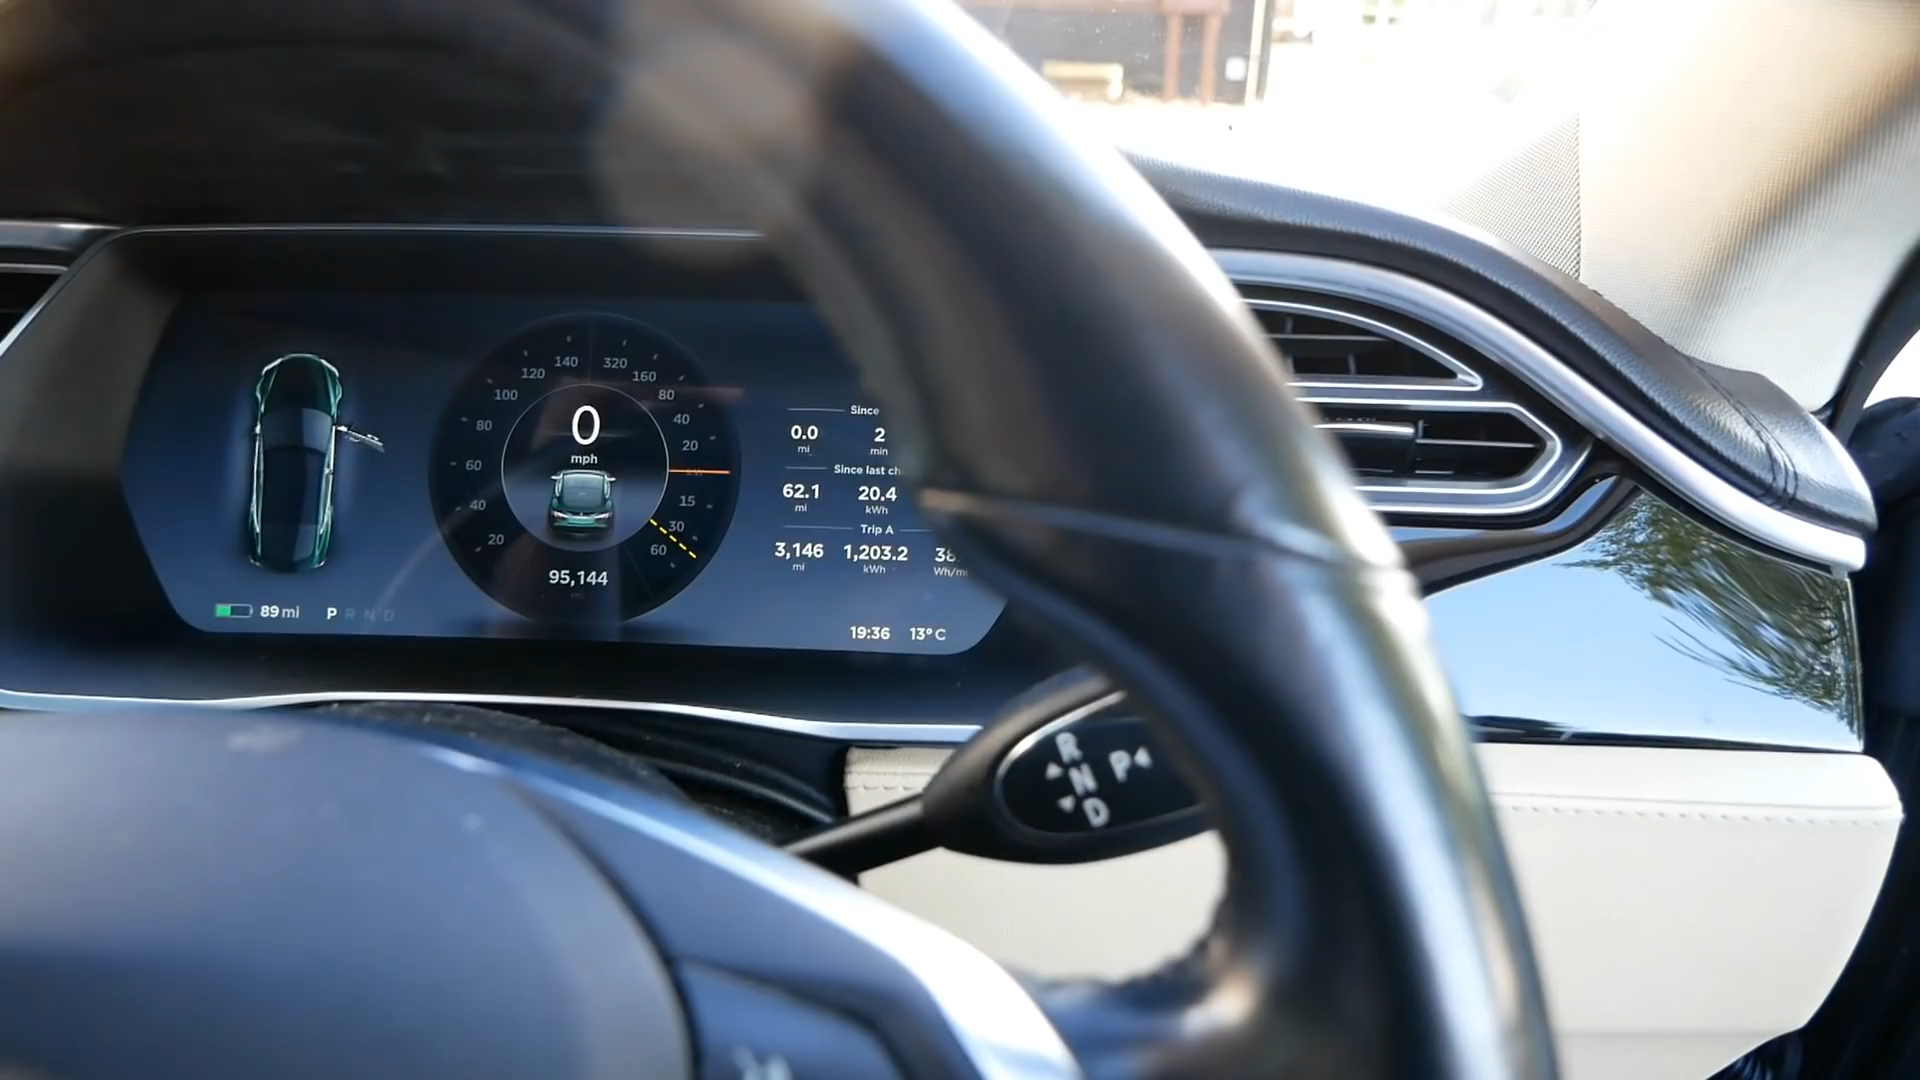 140 320
120 160
100 80
80 40
20
60
40 15
30
20 60
0
mph
95,144
mi
89 mi P R N D
Since
0.0 2
mi min
Since last ch
62.1 20.4
mi kWh
Trip A
3,146 1,203.2 38
mi kWh Wh/mi
19:36 13°C
R
N P
D